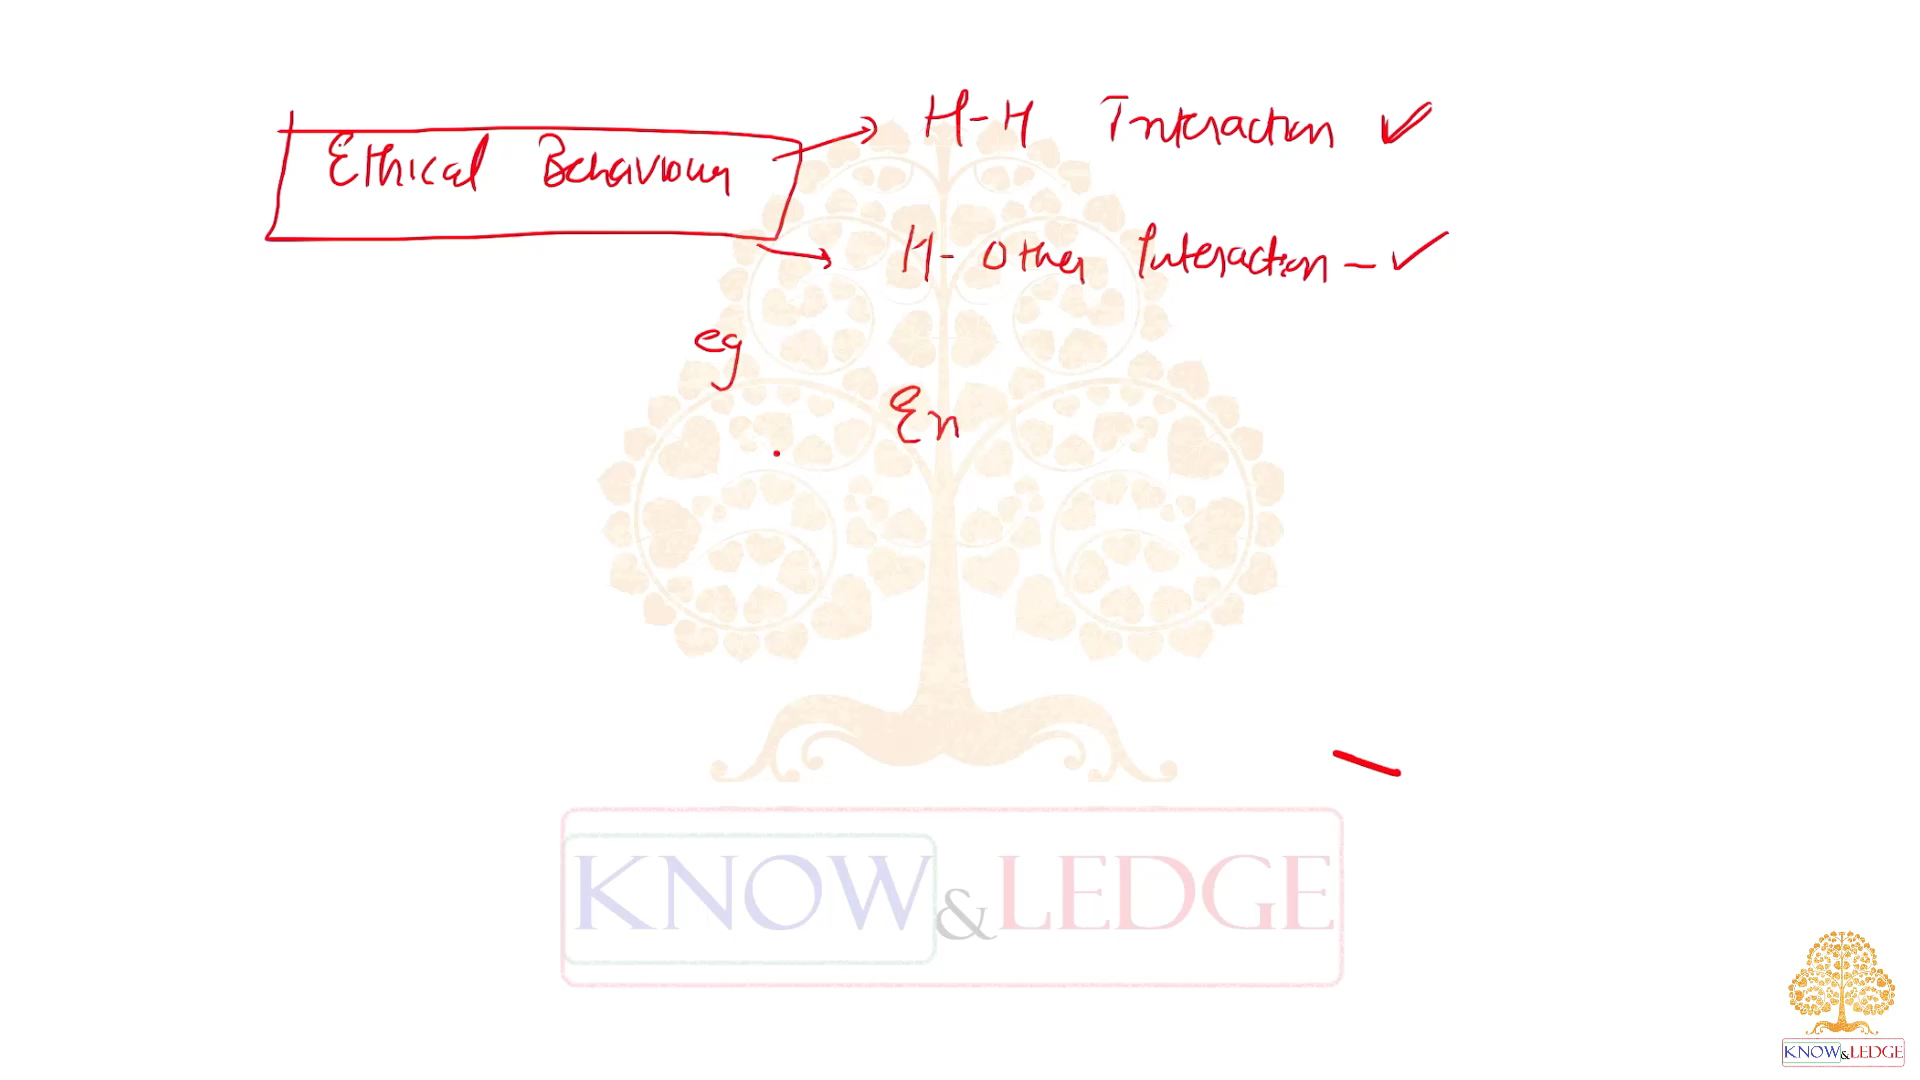 Ethical Behaviour
H-H Interaction
H- Other Interaction -
eg
En
KNOW&LEDGE
KNOW&LEDGE